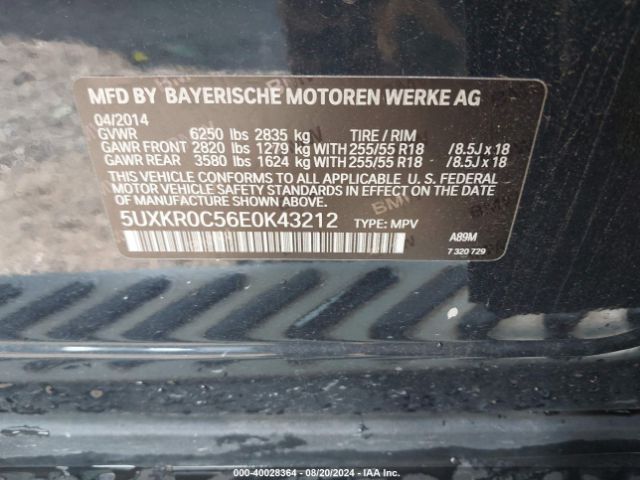 MFD BY BAYERISCHE MOTOREN WERKE AG
04/2014
GVWR 6250 lbs 2835 kg TIRE / RIM
GAWR FRONT 2820 lbs 1279 kg WITH 255/55 R18 /8.5J x 18
GAWR REAR 3580 lbs 1624 kg WITH 255/55 R18 /8.5J x 18
THIS VEHICLE CONFORMS TO ALL APPLICABLE U. S. FEDERAL
MOTOR VEHICLE SAFETY STANDARDS IN EFFECT ON THE DATE
OF MANUFACTURE SHOWN ABOVE.
5UXKR0C56E0K43212 TYPE: MPV
A89M
7 320 729
000-40028364 - 08/20/2024 - IAA Inc.